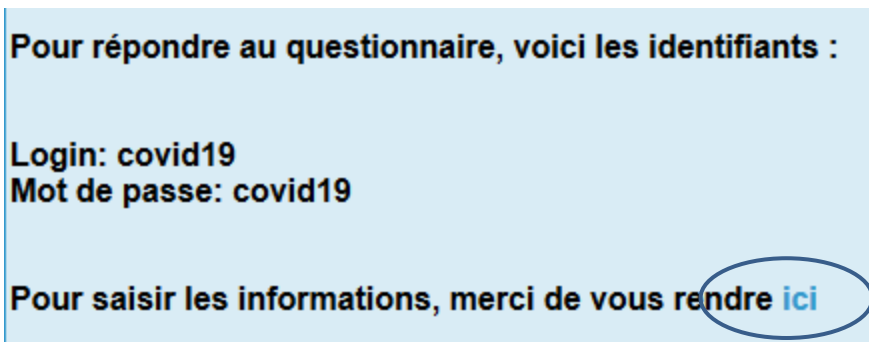 Pour répondre au questionnaire, voici les identifiants :
Login: covid19
Mot de passe: covid19
Pour saisir les informations, merci de vous rendre ici